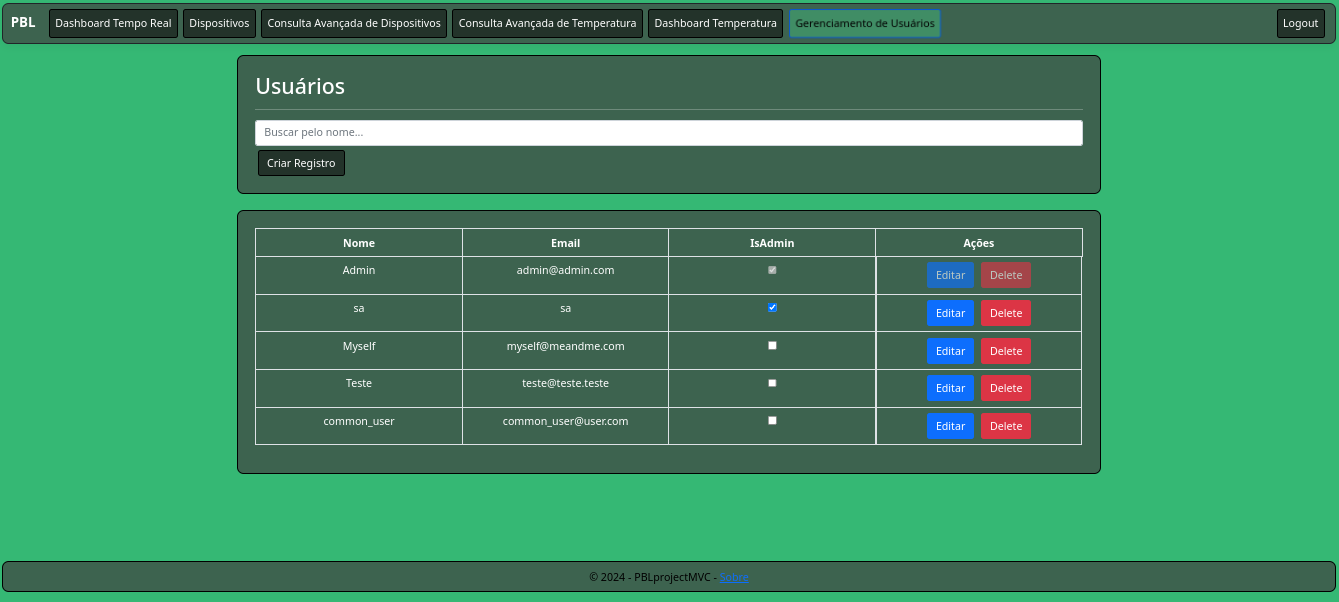 PBL Dashboard Tempo Real Dispositivos Consulta Avançada de Dispositivos Consulta Avançada de Temperatura Dashboard Temperatura Gerenciamento de Usuários Logout
Usuários
Buscar pelo nome...
Criar Registro
Nome Email IsAdmin Ações
Admin admin@admin.com Editar Delete
sa sa Editar Delete
Myself myself@meandme.com Editar Delete
Teste teste@teste.teste Editar Delete
common_user common_user@user.com Editar Delete
© 2024 - PBLprojectMVC - Sobre